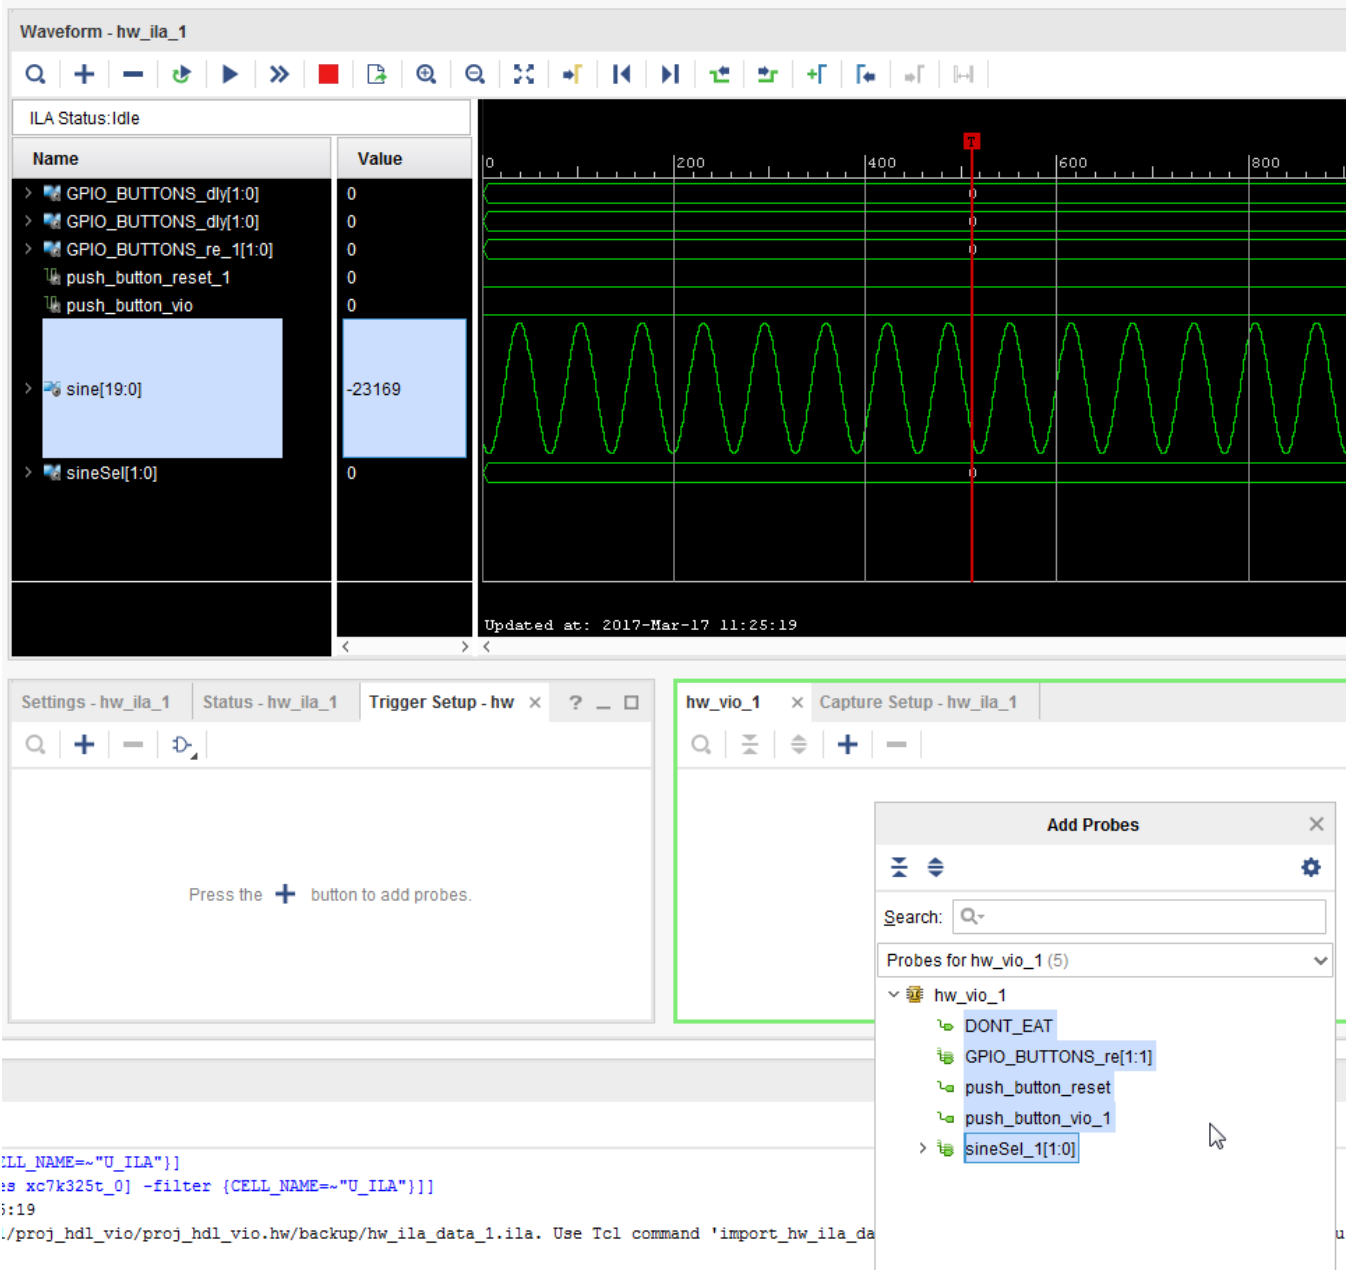 Waveform - hw_ila_1
ILA Status: Idle
Name Value
0 200 400 600 800
T
GPIO_BUTTONS_dly[1:0] 0 0
GPIO_BUTTONS_dly[1:0] 0 0
GPIO_BUTTONS_re_1[1:0] 0 0
push_button_reset_1 0
push_button_vio 0
sine[19:0] -23169
sineSel[1:0] 0 0
Updated at: 2017-Mar-17 11:25:19
Settings - hw_ila_1 Status - hw_ila_1 Trigger Setup - hw ?
Press the + button to add probes.
hw_vio_1 Capture Setup - hw_ila_1
Add Probes
Search:
Probes for hw_vio_1 (5)
hw_vio_1
DONT_EAT
GPIO_BUTTONS_re[1:1]
push_button_reset
push_button_vio_1
sineSel_1[1:0]
ELL_NAME=~"U_ILA"}]
es xc7k325t_0] -filter {CELL_NAME=~"U_ILA"}]]
5:19
./proj_hdl_vio/proj_hdl_vio.hw/backup/hw_ila_data_1.ila. Use Tcl command 'import_hw_ila_da